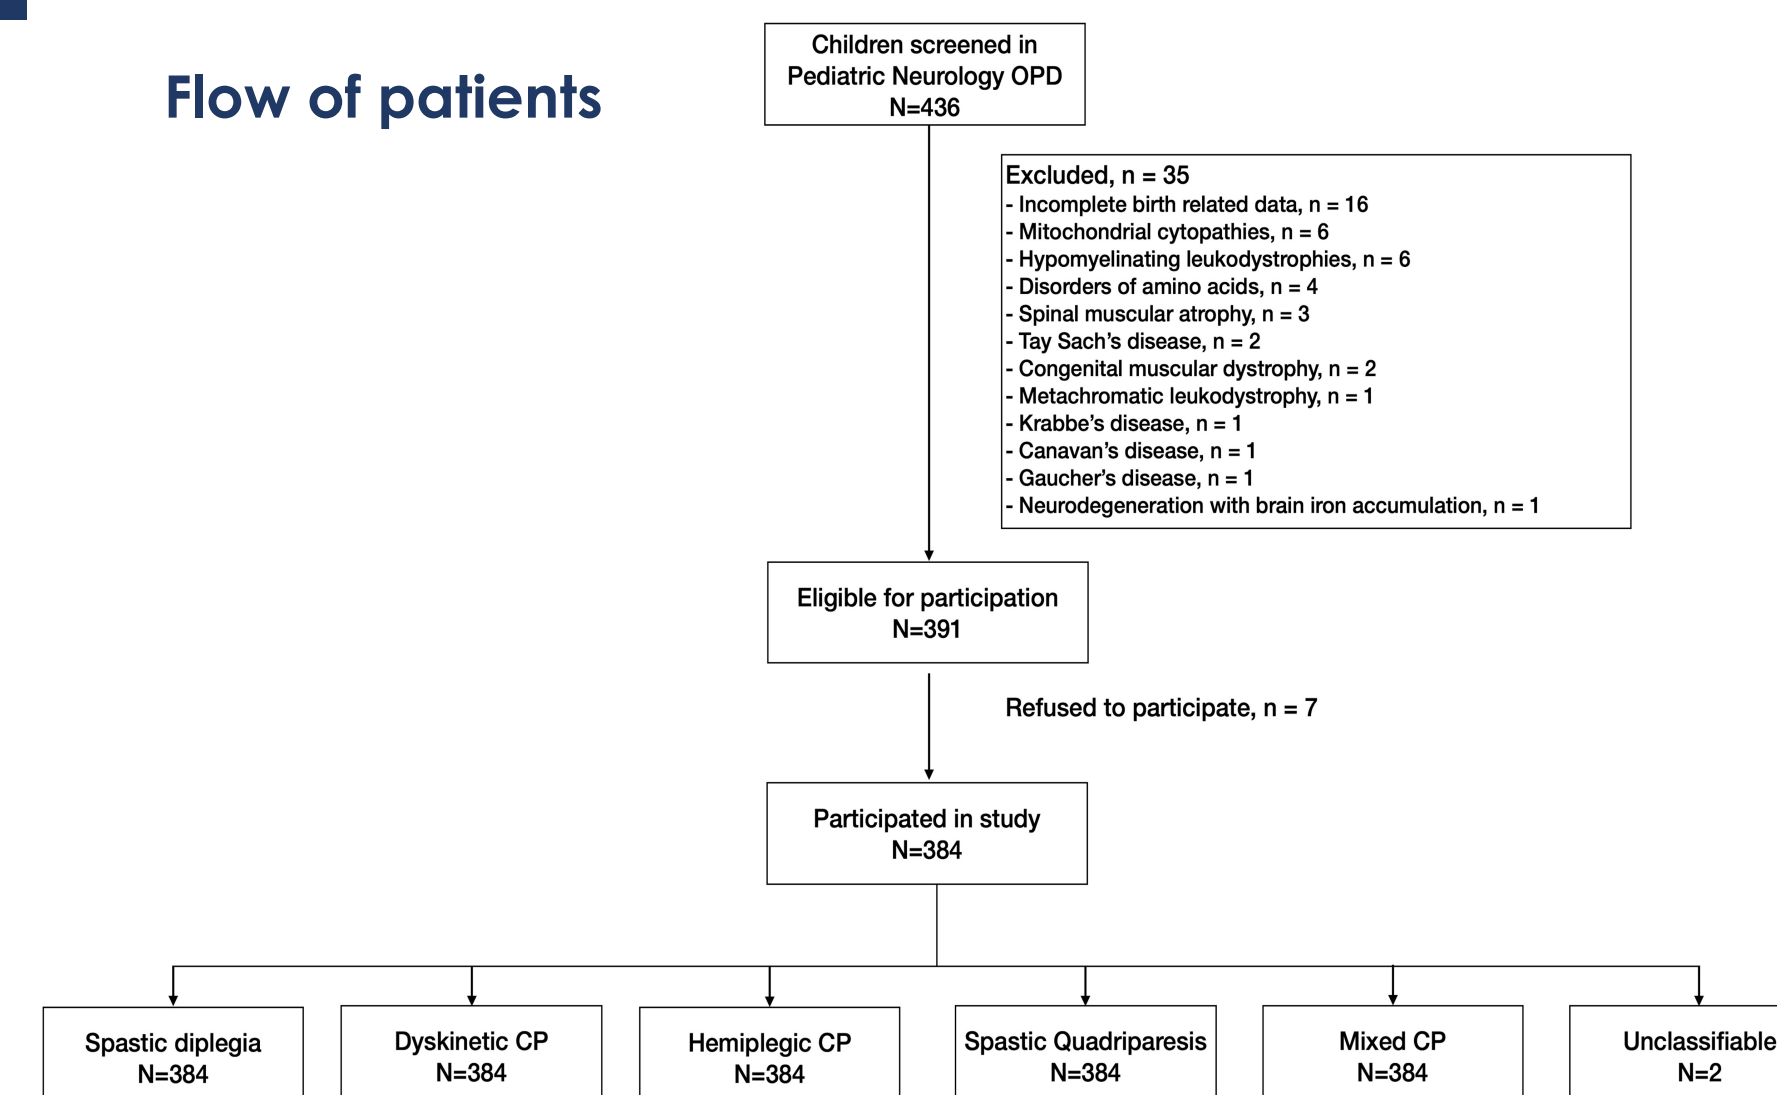 Flow of patients
Children screened in
Pediatric Neurology OPD
N=436
Excluded, n = 35
- Incomplete birth related data, n = 16
- Mitochondrial cytopathies, n = 6
- Hypomyelinating leukodystrophies, n = 6
- Disorders of amino acids, n = 4
- Spinal muscular atrophy, n = 3
- Tay Sach’s disease, n = 2
- Congenital muscular dystrophy, n = 2
- Metachromatic leukodystrophy, n = 1
- Krabbe’s disease, n = 1
- Canavan’s disease, n = 1
- Gaucher’s disease, n = 1
- Neurodegeneration with brain iron accumulation, n = 1
Eligible for participation
N=391
Refused to participate, n = 7
Participated in study
N=384
Spastic diplegia
N=384
Dyskinetic CP
N=384
Hemiplegic CP
N=384
Spastic Quadriparesis
N=384
Mixed CP
N=384
Unclassifiable
N=2